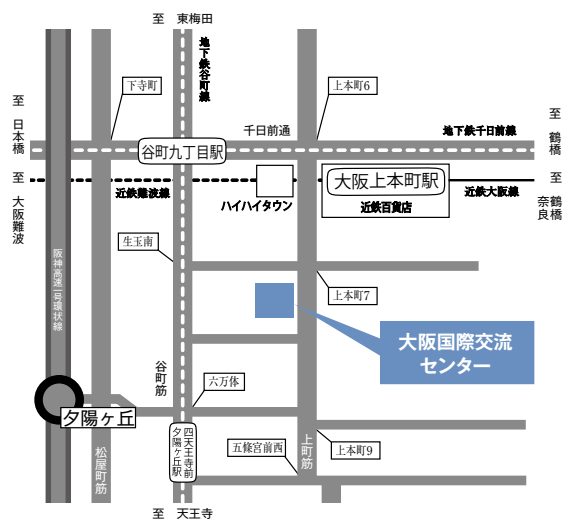 至 東梅田
地下鉄谷町線
下寺町
上本町6
至 日本橋
千日前通
地下鉄千日前線
至 鶴橋
谷町九丁目駅
至 大阪難波
近鉄難波線
ハイハイタウン
大阪上本町駅
近鉄百貨店
近鉄大阪線
至 鶴橋
奈良
生玉南
阪神高速一号環状線
上本町7
大阪国際交流
センター
谷町筋
六万体
夕陽ヶ丘
四天王寺前
夕陽ヶ丘駅
松屋町筋
五條宮前西
上町筋
上本町9
至 天王寺